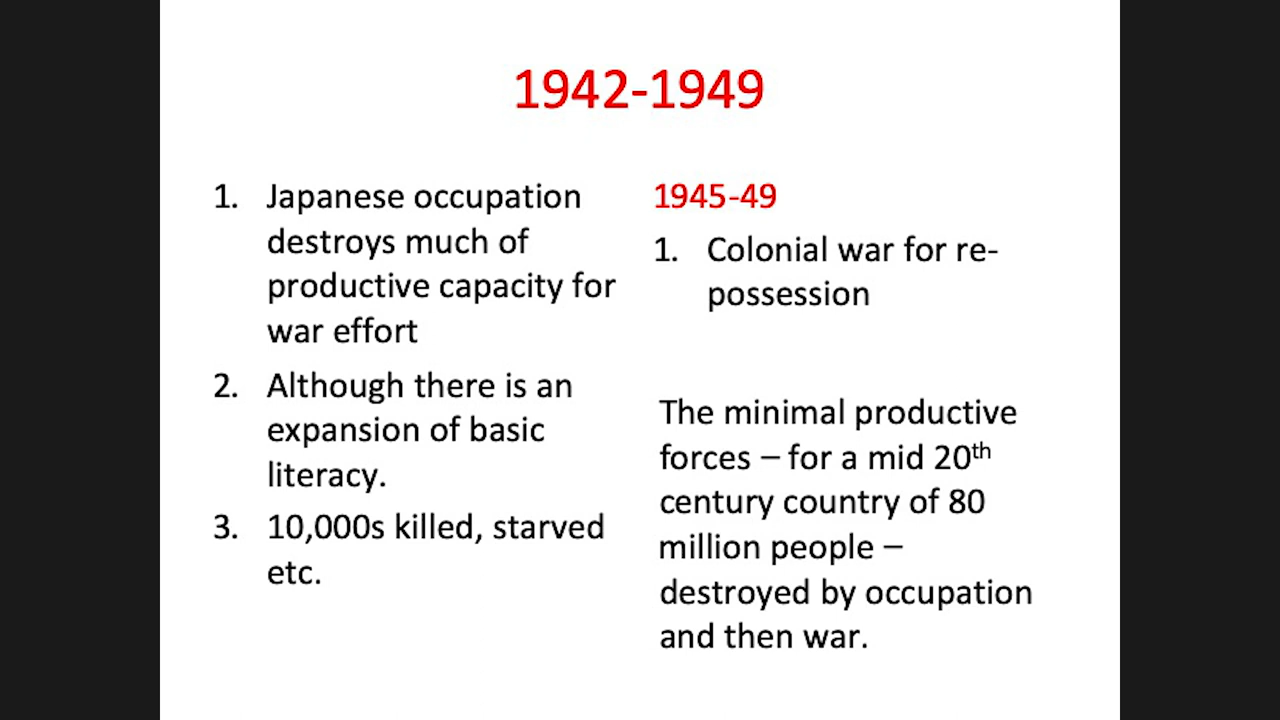 1942-1949
1. Japanese occupation
destroys much of
productive capacity for
war effort
2. Although there is an
expansion of basic
literacy.
3. 10,000s killed, starved
etc.
1945-49
1. Colonial war for re-
possession
The minimal productive
forces – for a mid 20th
century country of 80
million people –
destroyed by occupation
and then war.